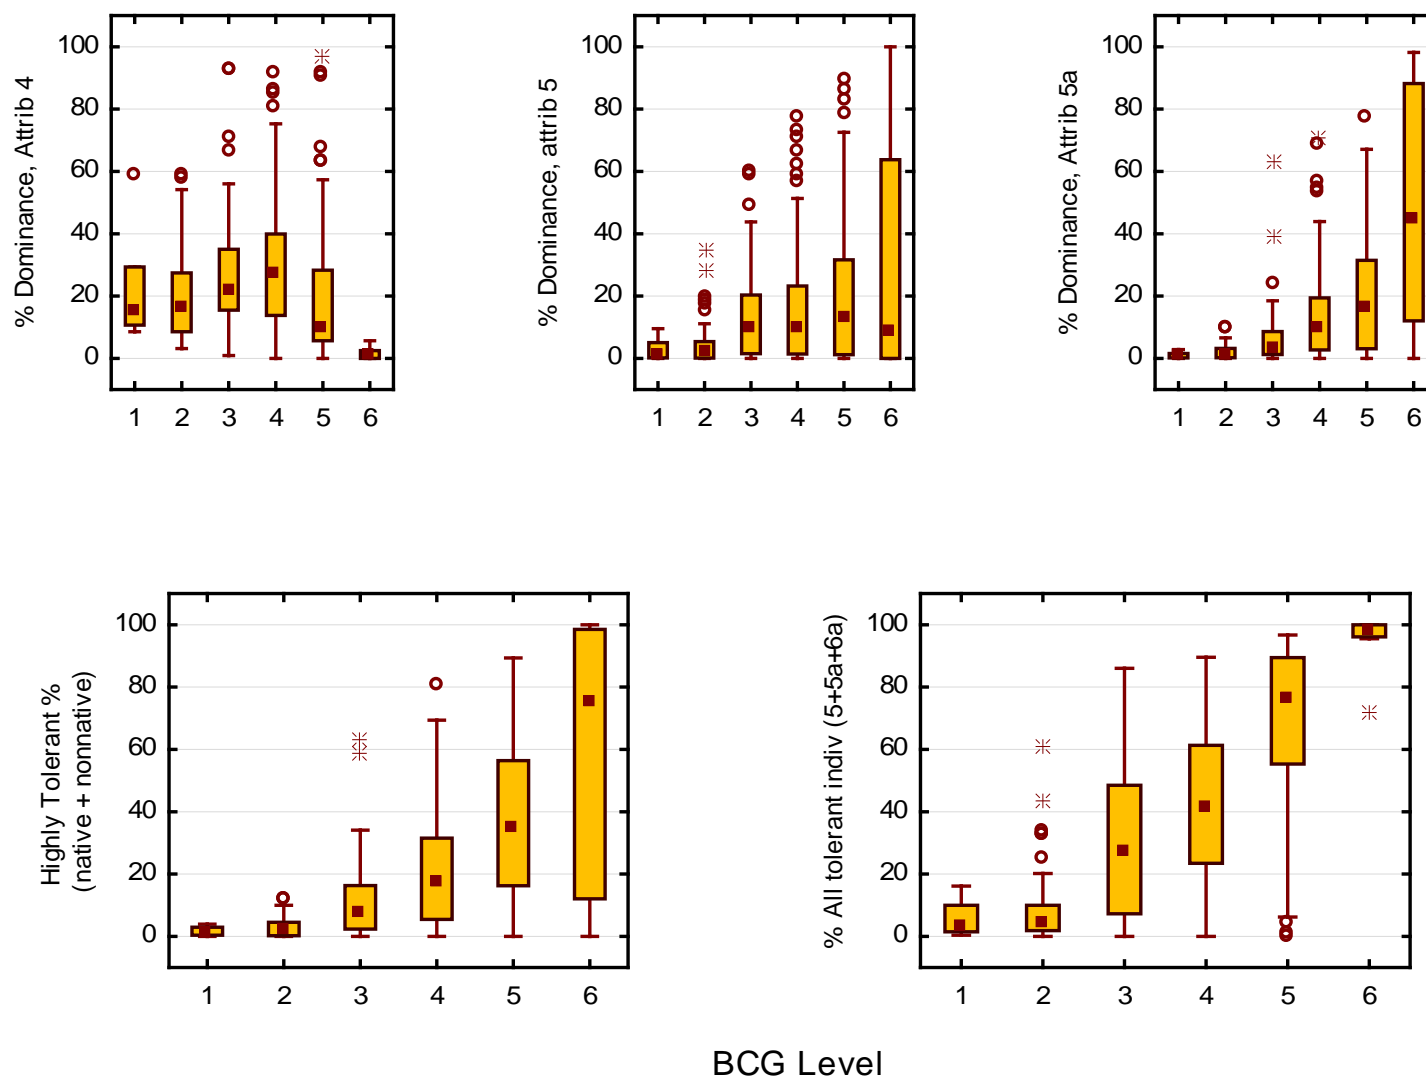 % Dominance, Attrib 4
100
80
60
40
20
0
1 2 3 4 5 6
% Dominance, attrib 5
100
80
60
40
20
0
1 2 3 4 5 6
% Dominance, Attrib 5a
100
80
60
40
20
0
1 2 3 4 5 6
Highly Tolerant %
(native + nonnative)
100
80
60
40
20
0
1 2 3 4 5 6
% All tolerant indiv (5+5a+6a)
100
80
60
40
20
0
1 2 3 4 5 6
BCG Level